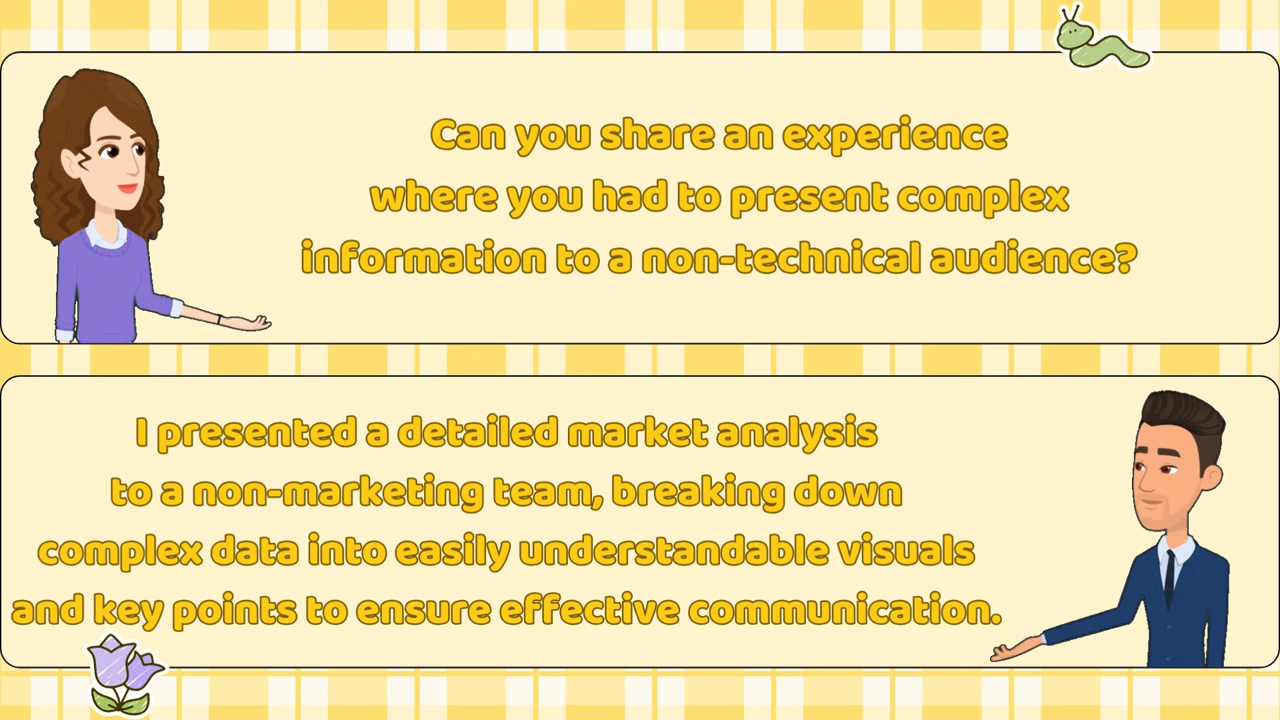 Can you share an experience
where you had to present complex
information to a non-technical audience?
I presented a detailed market analysis
to a non-marketing team, breaking down
complex data into easily understandable visuals
and key points to ensure effective communication.